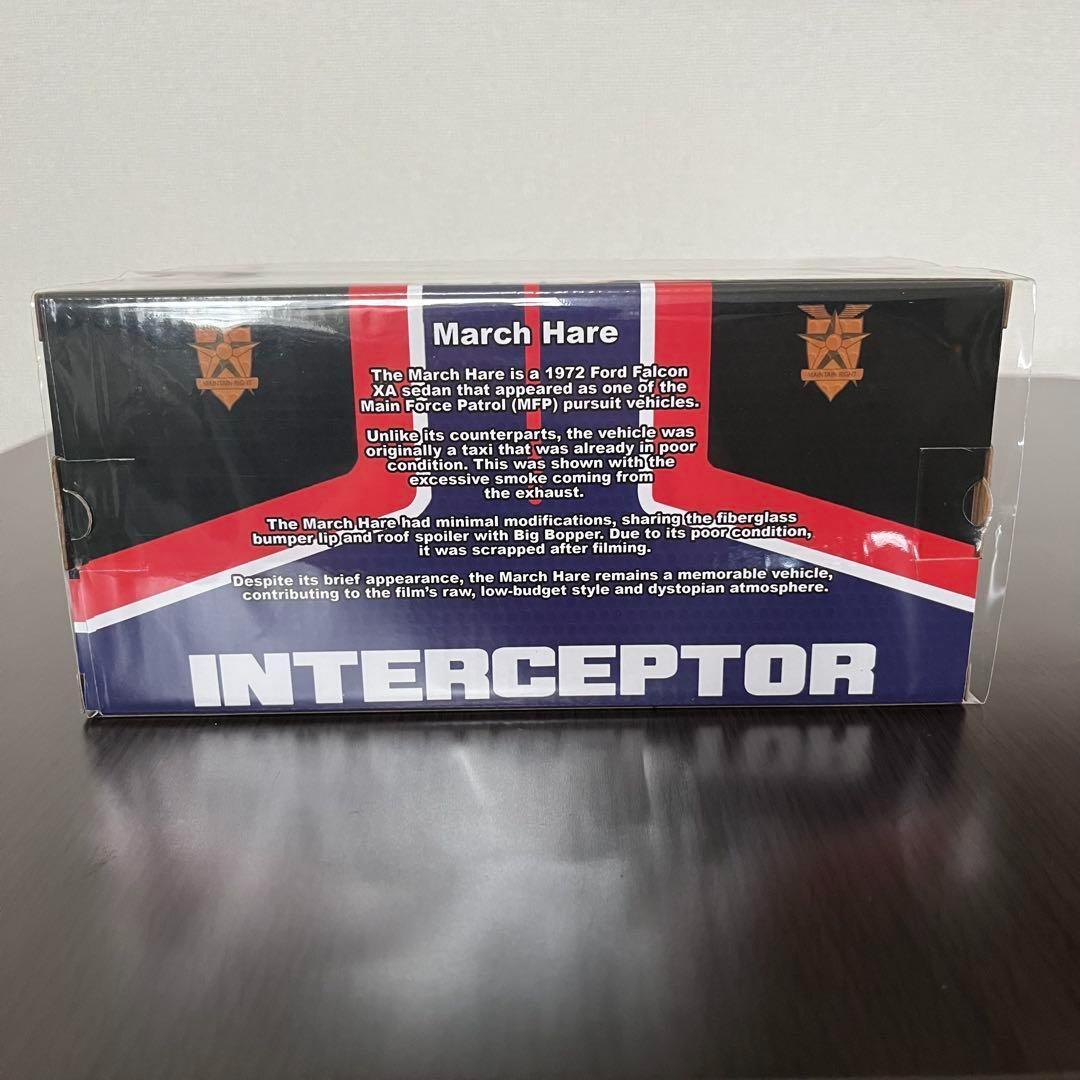 MAINTAIN RIGHT
MAINTAIN RIGHT
March Hare
The March Hare is a 1972 Ford Falcon
XA sedan that appeared as one of the
Main Force Patrol (MFP) pursuit vehicles.
Unlike its counterparts, the vehicle was
originally a taxi that was already in poor
condition. This was shown with the
excessive smoke coming from
the exhaust.
The March Hare had minimal modifications, sharing the fiberglass
bumper lip and roof spoiler with Big Bopper. Due to its poor condition,
it was scrapped after filming.
Despite its brief appearance, the March Hare remains a memorable vehicle,
contributing to the film's raw, low-budget style and dystopian atmosphere.
INTERCEPTOR